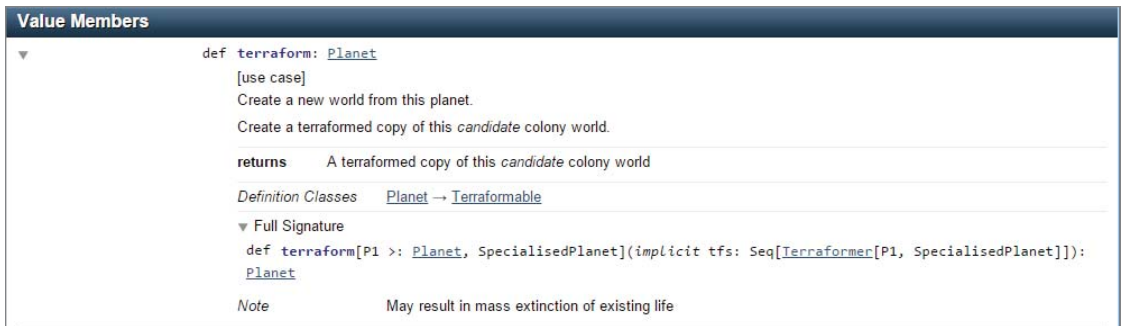 Value Members
def terraform: Planet
[use case]
Create a new world from this planet.
Create a terraformed copy of this candidate colony world.
returns A terraformed copy of this candidate colony world
Definition Classes Planet → Terraformable
Full Signature
def terraform[P1 >: Planet, SpecialisedPlanet](implicit tfs: Seq[Terraformer[P1, SpecialisedPlanet]]):
Planet
Note May result in mass extinction of existing life